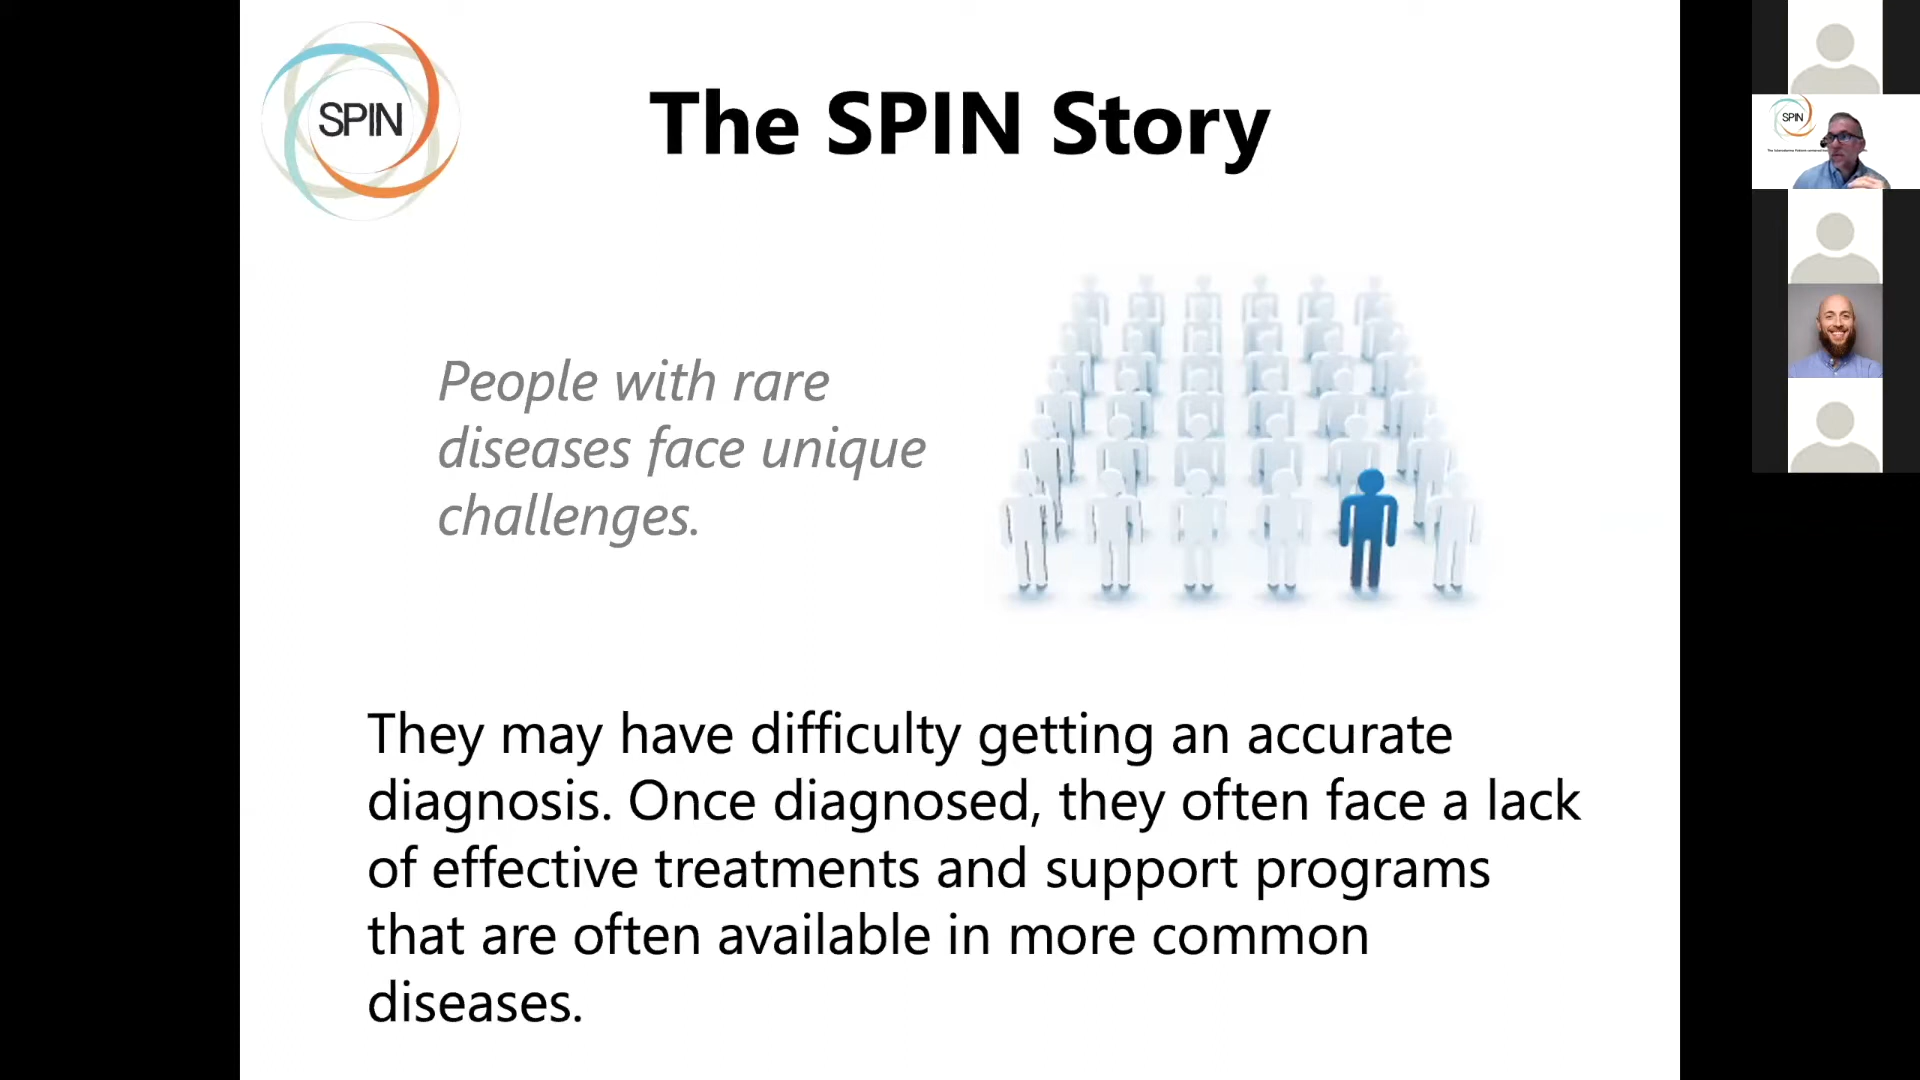 SPIN
The SPIN Story
People with rare
diseases face unique
challenges.
They may have difficulty getting an accurate
diagnosis. Once diagnosed, they often face a lack
of effective treatments and support programs
that are often available in more common
diseases.
SPIN